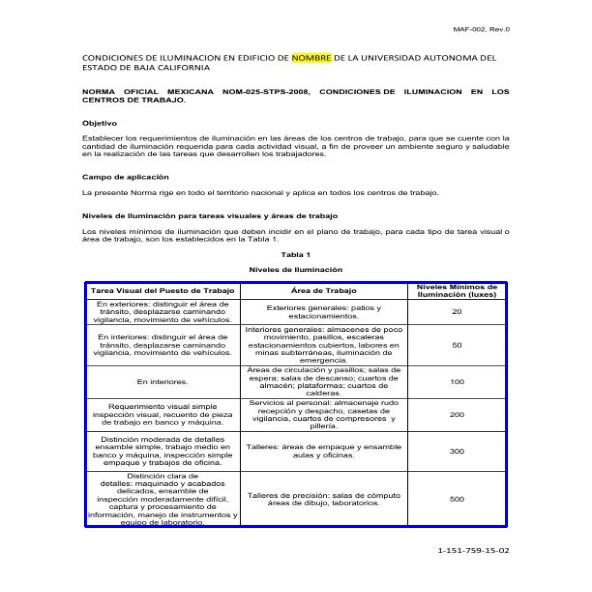 MAF-002, Rev.0
CONDICIONES DE ILUMINACION EN EDIFICIO DE NOMBRE DE LA UNIVERSIDAD AUTONOMA DEL
ESTADO DE BAJA CALIFORNIA
NORMA OFICIAL MEXICANA NOM-025-STPS-2008, CONDICIONES DE ILUMINACION EN LOS
CENTROS DE TRABAJO.
Objetivo
Establecer los requerimientos de iluminación en las áreas de los centros de trabajo, para que se cuente con la
cantidad de iluminación requerida para cada actividad visual, a fin de proveer un ambiente seguro y saludable
en la realización de las tareas que desarrollen los trabajadores.
Campo de aplicación
La presente Norma rige en todo el territorio nacional y aplica en todos los centros de trabajo.
Niveles de Iluminación para tareas visuales y áreas de trabajo
Los niveles mínimos de iluminación que deben incidir en el plano de trabajo, para cada tipo de tarea visual o
área de trabajo, son los establecidos en la Tabla 1.
Tabla 1
Niveles de Iluminación
Tarea Visual del Puesto de Trabajo
Área de Trabajo
Niveles Mínimos de
Iluminación (luxes)
En exteriores: distinguir el área de
tránsito, desplazarse caminando
vigilancia, movimiento de vehículos.
Exteriores generales: patios y
estacionamientos.
20
En interiores: distinguir el área de
tránsito, desplazarse caminando
vigilancia, movimiento de vehículos.
Interiores generales: almacenes de poco
movimiento, pasillos, escaleras
estacionamientos cubiertos, labores en
minas subterráneas, iluminación de
emergencia.
50
En interiores.
Áreas de circulación y pasillos; salas de
espera; salas de descanso; cuartos de
almacén; plataformas; cuartos de
calderas.
100
Requerimiento visual simple
inspección visual, recuento de pieza
de trabajo en banco y máquina.
Servicios al personal: almacenaje rudo
recepción y despacho, casetas de
vigilancia, cuartos de compresores y
pillería.
200
Distinción moderada de detalles
ensamble simple, trabajo medio en
banco y máquina, inspección simple
empaque y trabajos de oficina.
Talleres: áreas de empaque y ensamble
aulas y oficinas.
300
Distinción clara de
detalles: maquinado y acabados
delicados, ensamble de
inspección moderadamente difícil,
captura y procesamiento de
información, manejo de instrumentos y
equipo de laboratorio.
Talleres de precisión: salas de cómputo
áreas de dibujo, laboratorios.
500
1-151-759-15-02